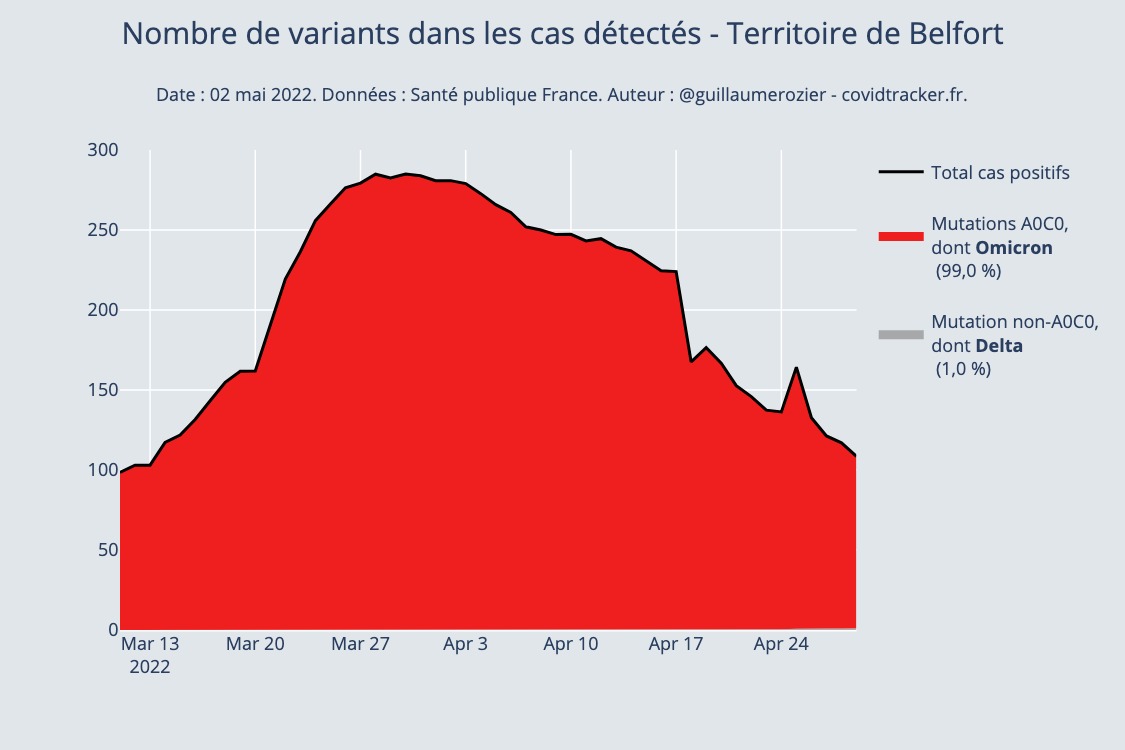 Nombre de variants dans les cas détectés - Territoire de Belfort
Date : 02 mai 2022. Données : Santé publique France. Auteur : @guillaumerozier - covidtracker.fr.
300
250
200
150
100
50
0
Mar 13
2022
Mar 20
Mar 27
Apr 3
Apr 10
Apr 17
Apr 24
Total cas positifs
Mutations A0C0,
dont Omicron
(99,0 %)
Mutation non-A0C0,
dont Delta
(1,0 %)